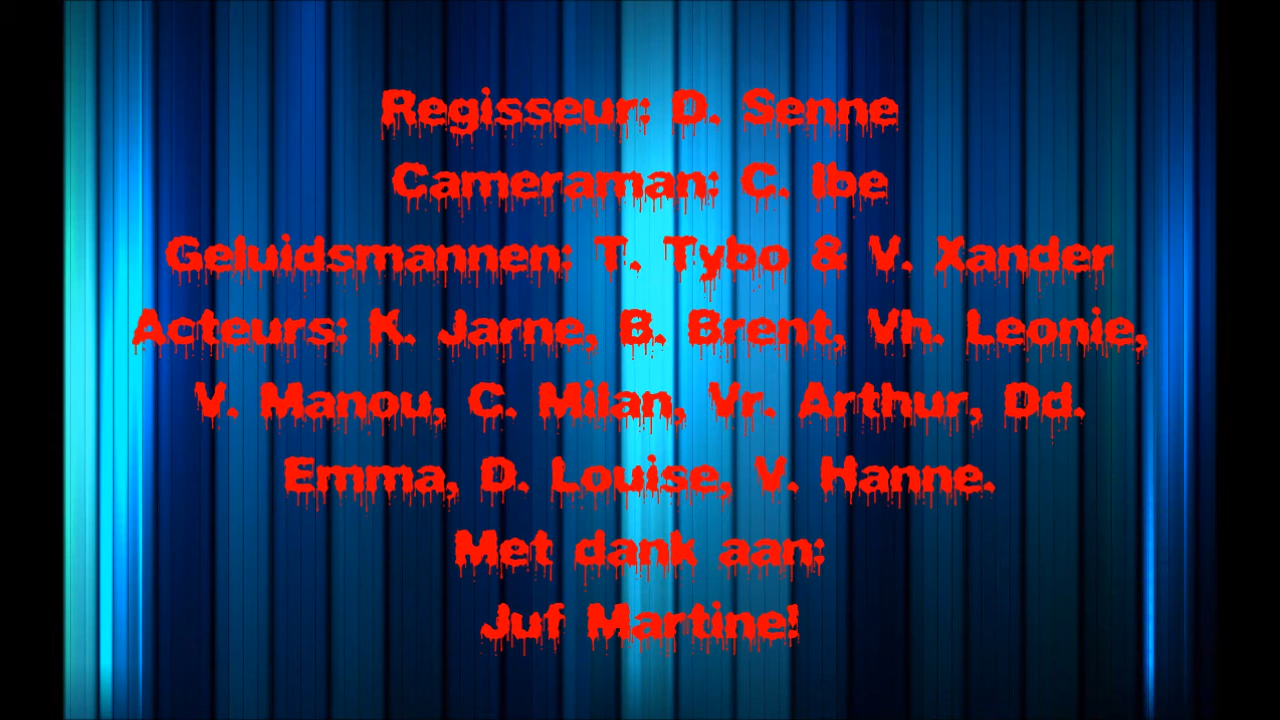 Regisseur: D. Senne
Cameraman: C. Ibe
Geluidsmannen: T. Tybo & V. Xander
Acteurs: K. Jarne, B. Brent, Vh. Leonie,
V. Manou, C. Milan, Vr. Arthur, Dd.
Emma, D. Louise, V. Hanne.
Met dank aan:
Juf Martine!